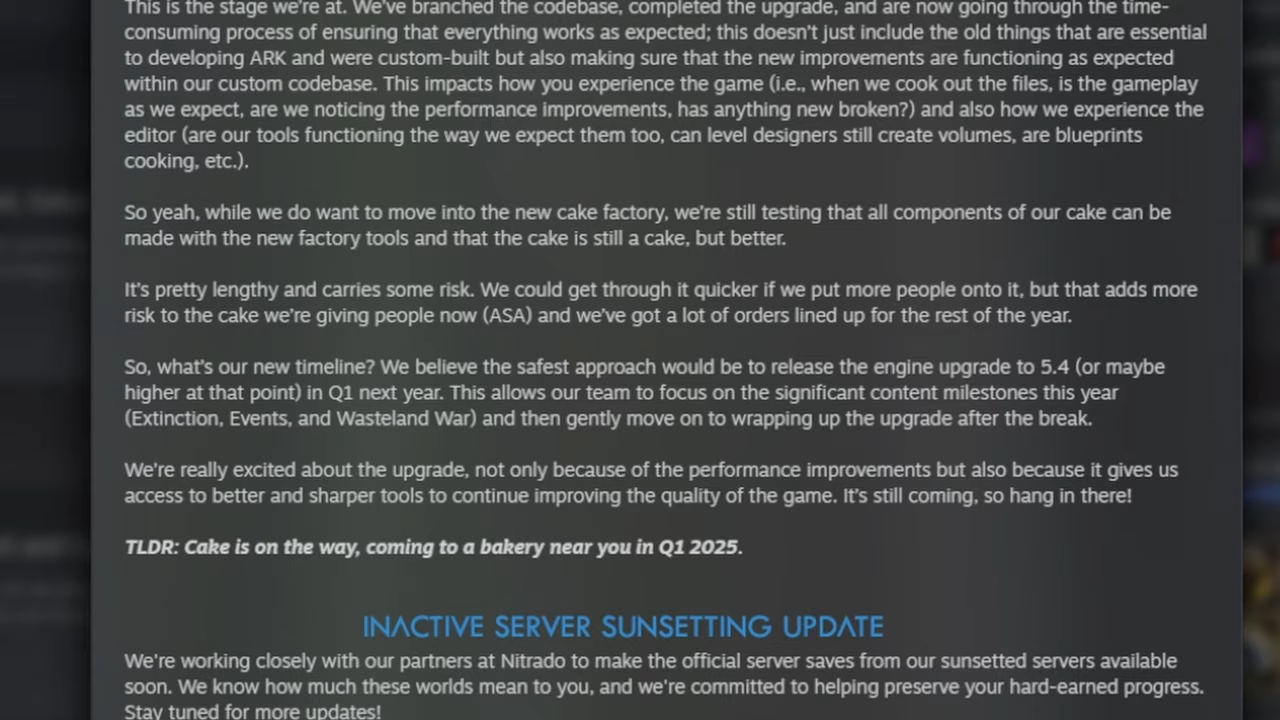 This is the stage we're at. We've branched the codebase, completed the upgrade, and are now going through the time-
consuming process of ensuring that everything works as expected; this doesn't just include the old things that are essential
to developing ARK and were custom-built but also making sure that the new improvements are functioning as expected
within our custom codebase. This impacts how you experience the game (i.e., when we cook out the files, is the gameplay
as we expect, are we noticing the performance improvements, has anything new broken?) and also how we experience the
editor (are our tools functioning the way we expect them too, can level designers still create volumes, are blueprints
cooking, etc.).
So yeah, while we do want to move into the new cake factory, we're still testing that all components of our cake can be
made with the new factory tools and that the cake is still a cake, but better.
It's pretty lengthy and carries some risk. We could get through it quicker if we put more people onto it, but that adds more
risk to the cake we're giving people now (ASA) and we've got a lot of orders lined up for the rest of the year.
So, what's our new timeline? We believe the safest approach would be to release the engine upgrade to 5.4 (or maybe
higher at that point) in Q1 next year. This allows our team to focus on the significant content milestones this year
(Extinction, Events, and Wasteland War) and then gently move on to wrapping up the upgrade after the break.
We're really excited about the upgrade, not only because of the performance improvements but also because it gives us
access to better and sharper tools to continue improving the quality of the game. It's still coming, so hang in there!
TLDR: Cake is on the way, coming to a bakery near you in Q1 2025.
INACTIVE SERVER SUNSETTING UPDATE
We're working closely with our partners at Nitrado to make the official server saves from our sunsetted servers available
soon. We know how much these worlds mean to you, and we're committed to helping preserve your hard-earned progress.
Stay tuned for more updates!